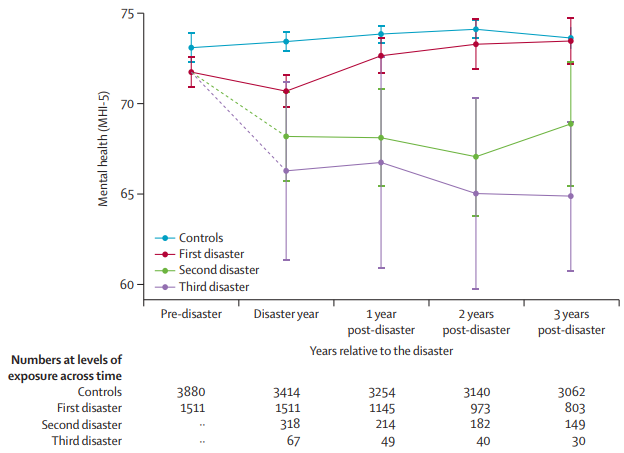 75
70
65
60
Mental health (MHI-5)
Controls
First disaster
Second disaster
Third disaster
Pre-disaster Disaster year 1 year post-disaster 2 years post-disaster 3 years post-disaster
Years relative to the disaster
Numbers at levels of
exposure across time
Controls 3880 3414 3254 3140 3062
First disaster 1511 1511 1145 973 803
Second disaster ·· 318 214 182 149
Third disaster ·· 67 49 40 30